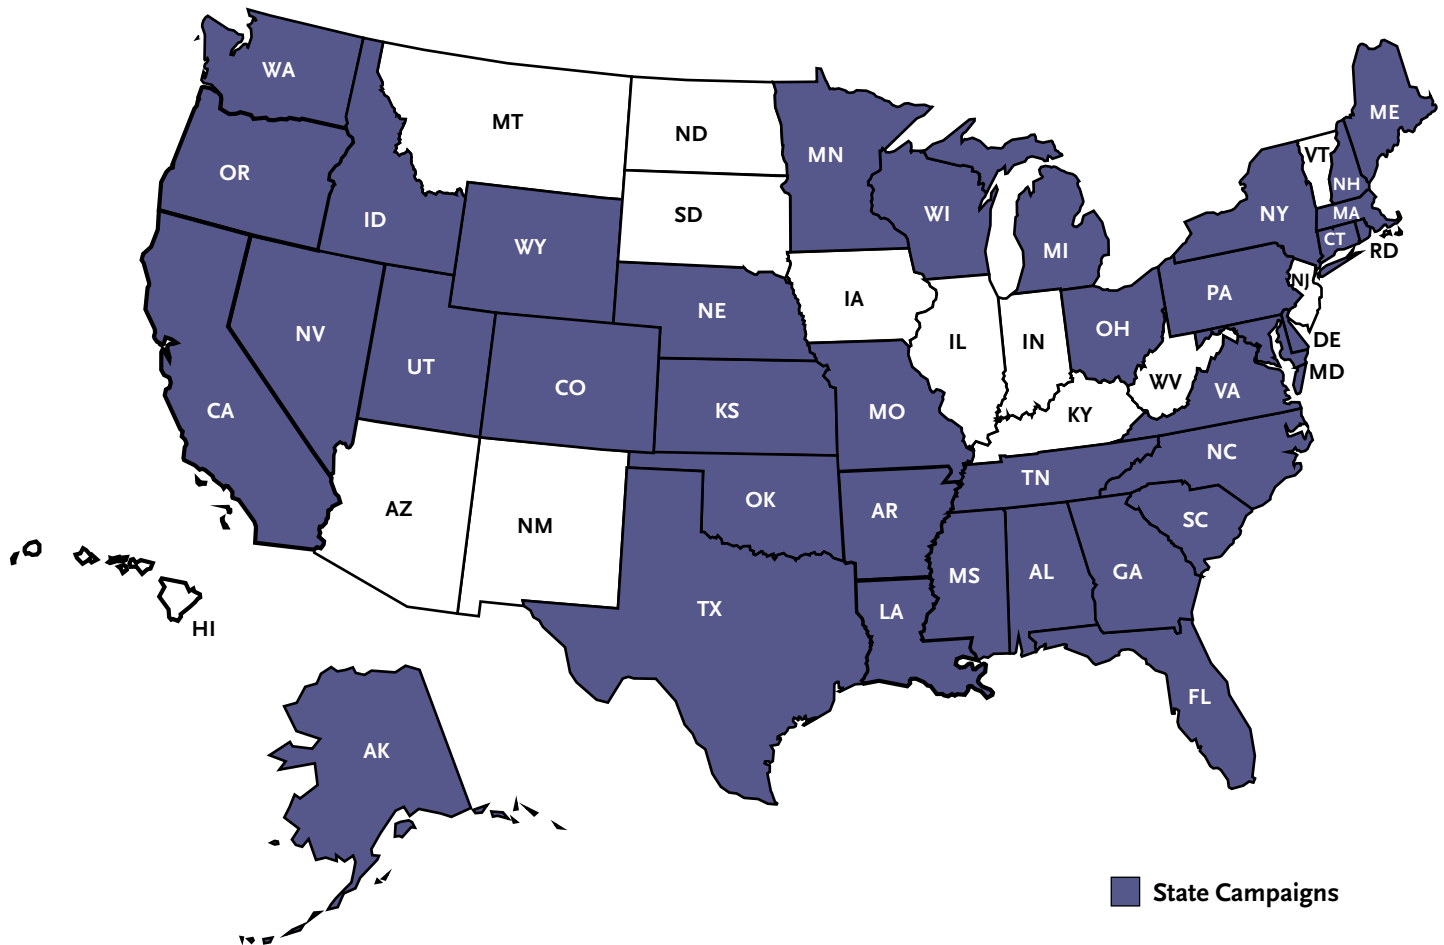 WA
ME
MT
ND
MN
VT
OR
NH
ID
SD
WI
NY
MA
WY
MI
CT
RD
NE
IA
PA
NJ
NV
IL
IN
OH
DE
UT
CO
WV
MD
CA
KS
MO
KY
VA
NC
TN
AZ
NM
OK
AR
SC
MS
AL
GA
TX
LA
HI
FL
AK
State Campaigns